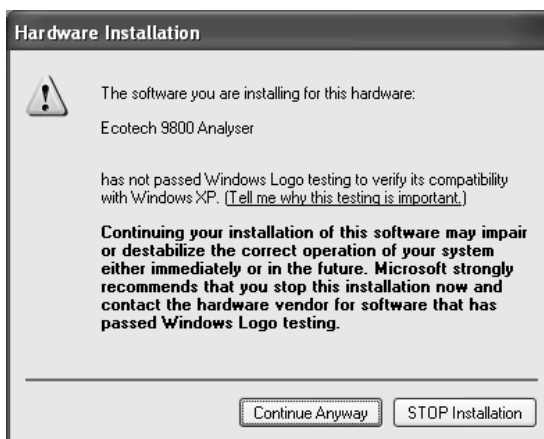 Hardware Installation
The software you are installing for this hardware:
Ecotech 9800 Analyser
has not passed Windows Logo testing to verify its compatibility
with Windows XP. (Tell me why this testing is important.)
Continuing your installation of this software may impair
or destabilize the correct operation of your system
either immediately or in the future. Microsoft strongly
recommends that you stop this installation now and
contact the hardware vendor for software that has
passed Windows Logo testing.
Continue Anyway
STOP Installation